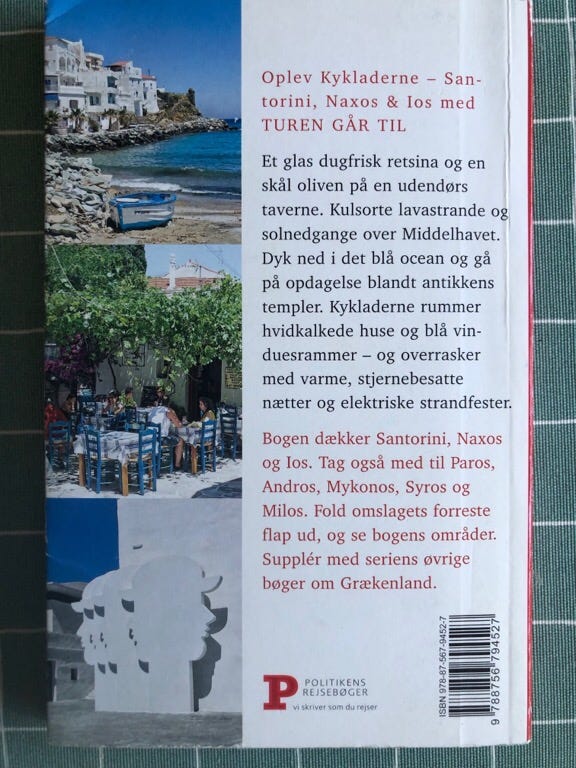 Oplev Kykladerne – San-
torini, Naxos & Ios med
TUREN GÅR TIL
Et glas dugfrisk retsina og en
skål oliven på en udendørs
taverne. Kulsorte lavastrande og
solnedgange over Middelhavet.
Dyk ned i det blå ocean og gå
på opdagelse blandt antikkens
templer. Kykladerne rummer
hvidkalkede huse og blå vin-
duesrammer – og overrasker
med varme, stjernebesatte
nætter og elektriske strandfester.
Bogen dækker Santorini, Naxos
og Ios. Tag også med til Paros,
Andros, Mykonos, Syros og
Milos. Fold omslagets forreste
flap ud, og se bogens områder.
Supplér med seriens øvrige
bøger om Grækenland.
P
POLITIKENS
REJSEBØGER
vi skriver som du rejser
ISBN 978-87-567-9452-7
9 788756 794527